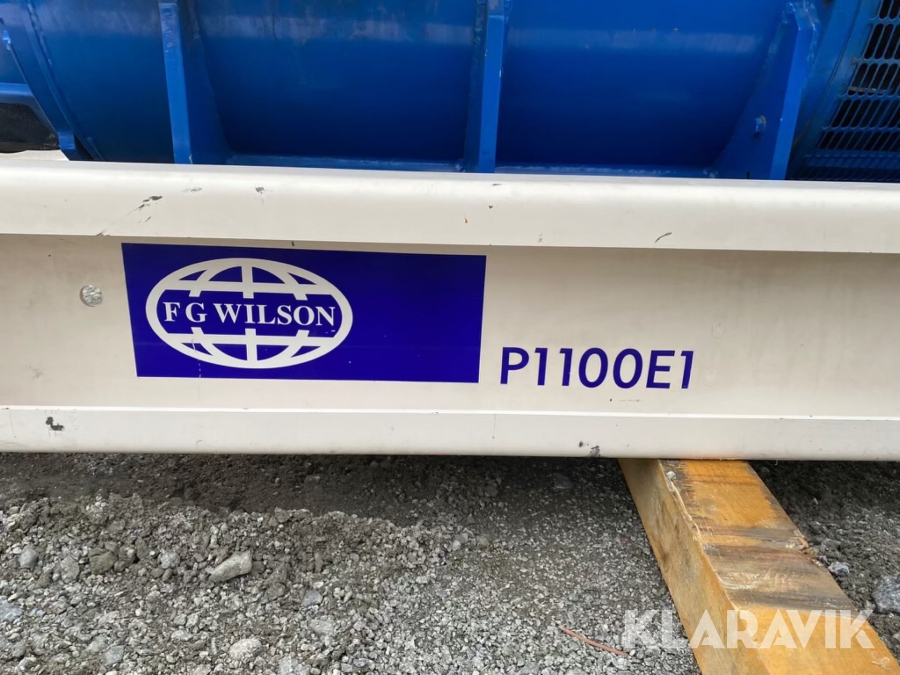 FG WILSON
P1100E1
KLARAVIK